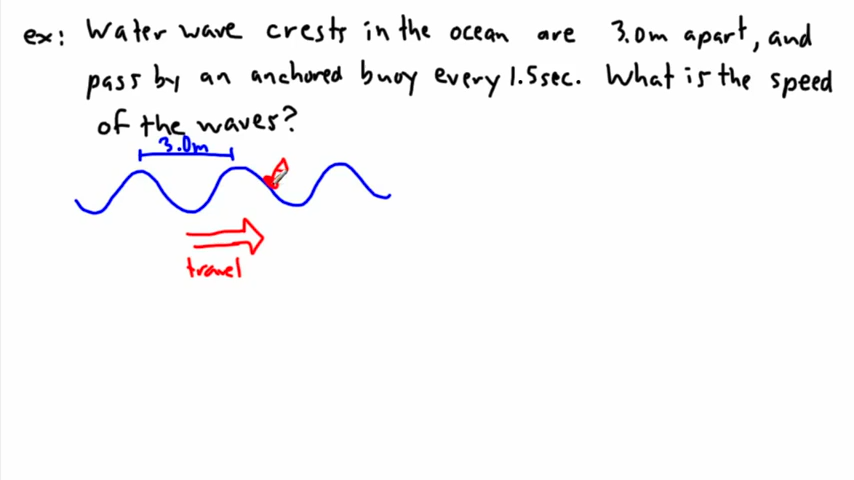 ex: Water wave crests in the ocean are 3.0m apart, and
pass by an anchored buoy every 1.5sec. What is the speed
of the waves?
3.0m
travel